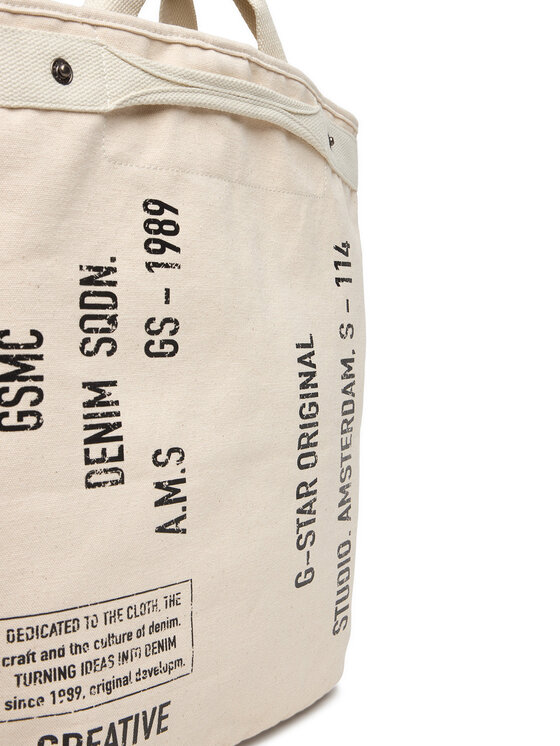 GSMC
DENIM SQDN.
A.M.S GS - 1989
G-STAR ORIGINAL
STUDIO. AMSTERDAM. S - 114
DEDICATED TO THE CLOTH, THE
craft and the culture of denim.
TURNING IDEAS INTO DENIM
since 1989, original developm.
CREATIVE